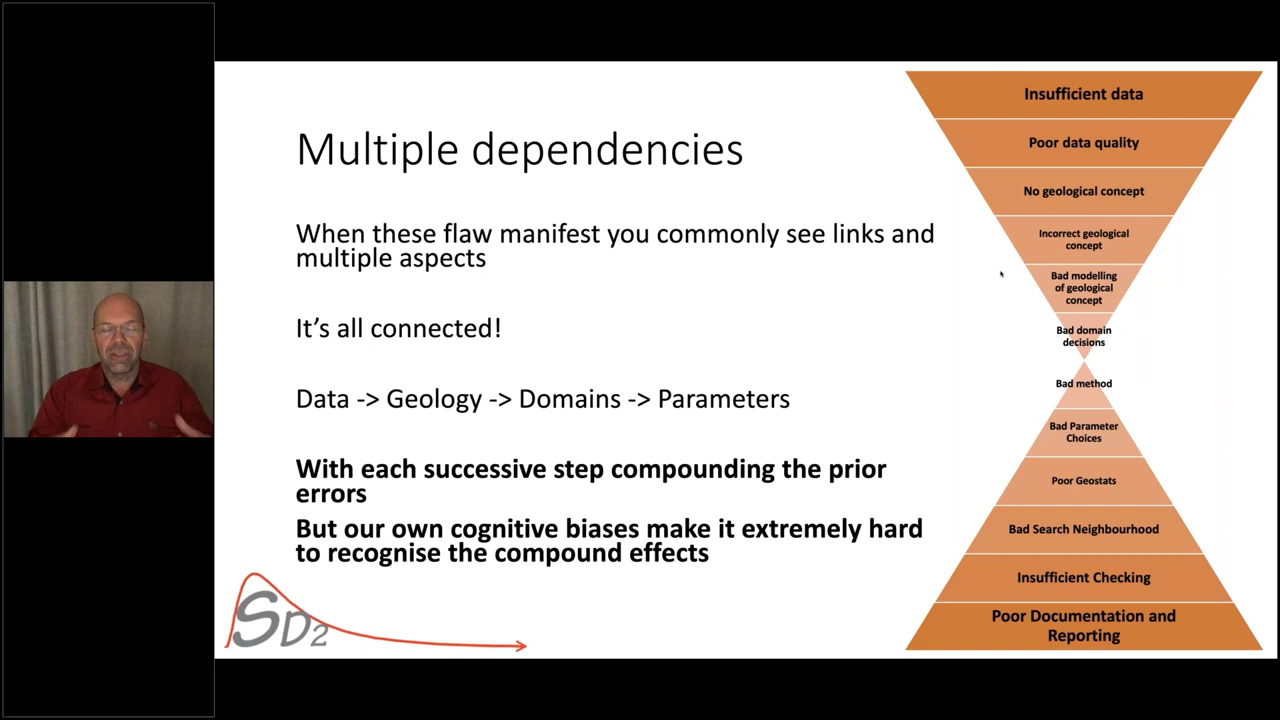 Multiple dependencies
When these flaw manifest you commonly see links and
multiple aspects
It's all connected!
Data -> Geology -> Domains -> Parameters
With each successive step compounding the prior
errors
But our own cognitive biases make it extremely hard
to recognise the compound effects
SD2
Insufficient data
Poor data quality
No geological concept
Incorrect geological
concept
Bad modelling
of geological
concept
Bad domain
decisions
Bad method
Bad Parameter
Choices
Poor Geostats
Bad Search Neighbourhood
Insufficient Checking
Poor Documentation and
Reporting